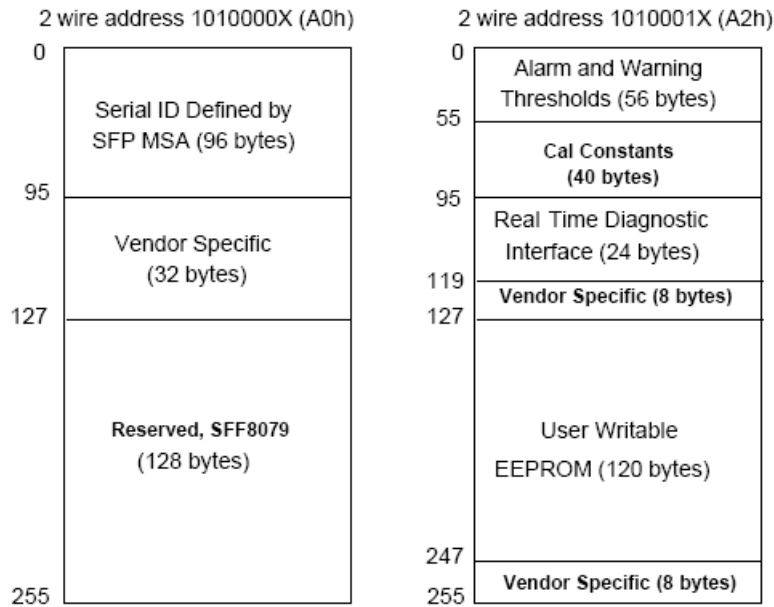 2 wire address 1010000X (A0h)
0
Serial ID Defined by
SFP MSA (96 bytes)
95
Vendor Specific
(32 bytes)
127
Reserved, SFF8079
(128 bytes)
255
2 wire address 1010001X (A2h)
0
Alarm and Warning
Thresholds (56 bytes)
55
Cal Constants
(40 bytes)
95
Real Time Diagnostic
Interface (24 bytes)
119
Vendor Specific (8 bytes)
127
User Writable
EEPROM (120 bytes)
247
Vendor Specific (8 bytes)
255